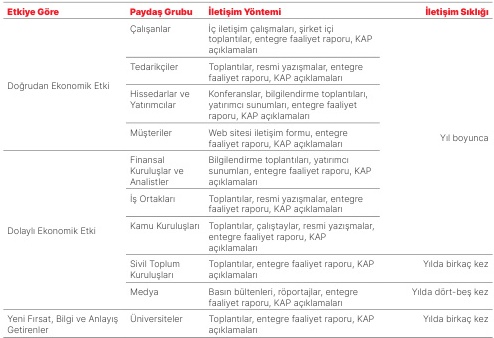 Etkiye Göre Paydaş Grubu İletişim Yöntemi İletişim Sıklığı
Çalışanlar İç iletişim çalışmaları, şirket içi
toplantılar, entegre faaliyet raporu, KAP
açıklamaları
Doğrudan Ekonomik Etki
Tedarikçiler Toplantılar, resmi yazışmalar, entegre
faaliyet raporu, KAP açıklamaları
Hissedarlar ve Konferanslar, bilgilendirme toplantıları,
Yatırımcılar yatırımcı sunumları, entegre faaliyet
raporu, KAP açıklamaları
Müşteriler Web sitesi iletişim formu, entegre
faaliyet raporu, KAP açıklamaları
Yıl boyunca
Finansal Bilgilendirme toplantıları, yatırımcı
Kuruluşlar ve sunumları, entegre faaliyet raporu, KAP
Analistler açıklamaları
İş Ortakları Toplantılar, resmi yazışmalar, entegre
faaliyet raporu, KAP açıklamaları
Dolaylı Ekonomik Etki
Kamu Kuruluşları Toplantılar, çalıştaylar, resmi yazışmalar,
entegre faaliyet raporu, KAP
açıklamaları
Sivil Toplum Toplantılar, entegre faaliyet raporu, KAP Yılda birkaç kez
Kuruluşları açıklamaları
Medya Basın bültenleri, röportajlar, entegre Yılda dört-beş kez
faaliyet raporu, KAP açıklamaları
Yeni Fırsat, Bilgi ve Anlayış Üniversiteler Toplantılar, entegre faaliyet raporu, KAP Yılda birkaç kez
Getirenler açıklamaları